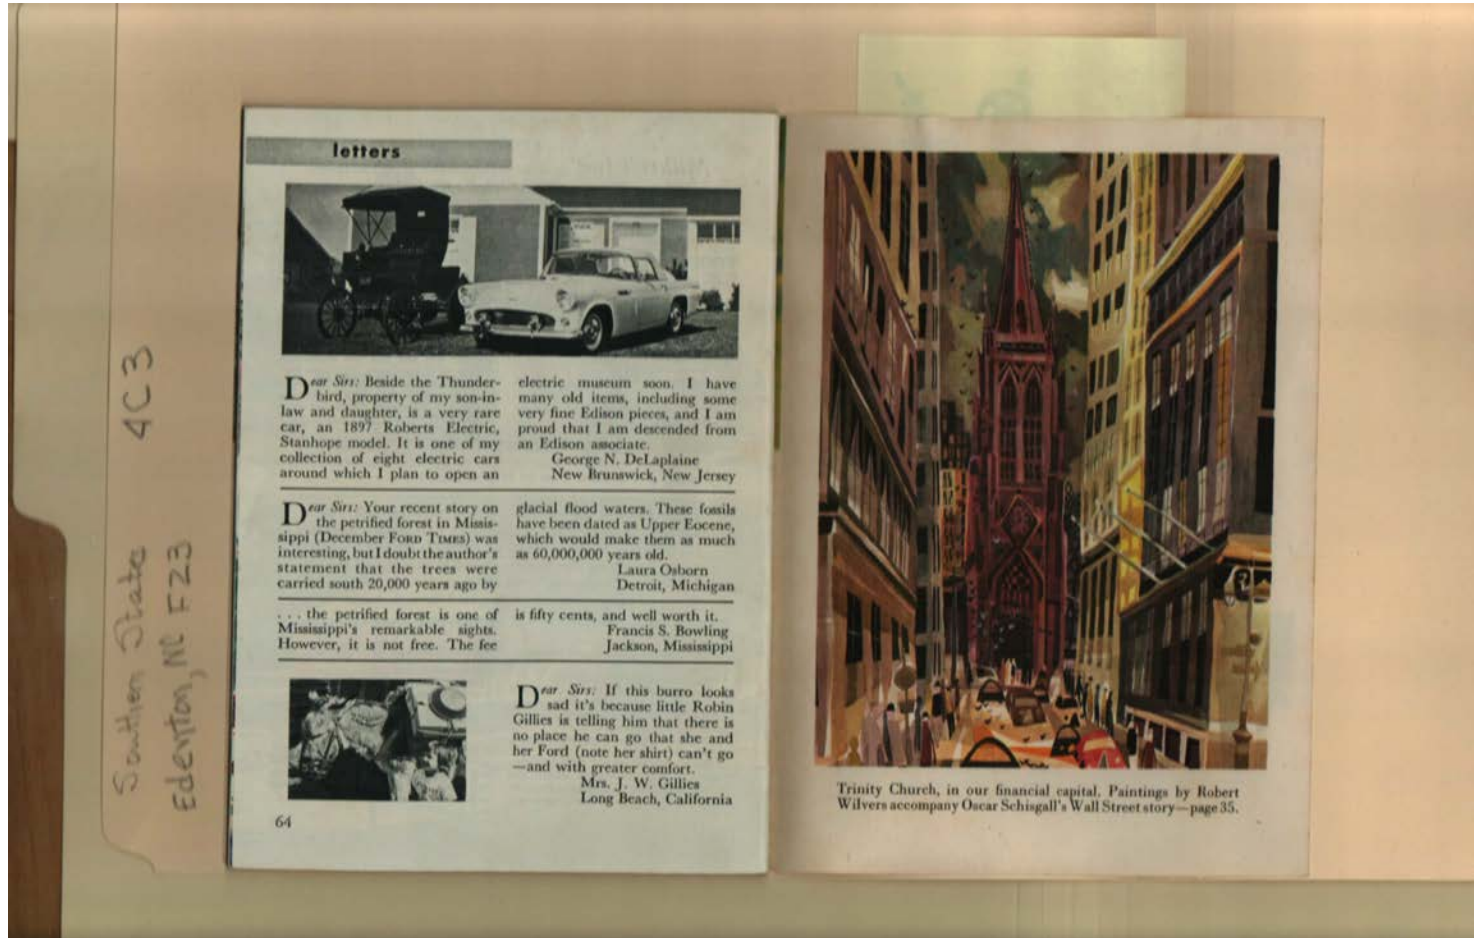 Southern States 4C3
Edenton, NC F23
letters
Dear Sirs: Beside the Thunder-
bird, property of my son-in-
law and daughter, is a very rare
car, an 1897 Roberts Electric,
Stanhope model. It is one of my
collection of eight electric cars
around which I plan to open an
electric museum soon. I have
many old items, including some
very fine Edison pieces, and I am
proud that I am descended from
an Edison associate.
George N. DeLaplaine
New Brunswick, New Jersey
Dear Sirs: Your recent story on
the petrified forest in Missis-
sippi (December FORD TIMES) was
interesting, but I doubt the author's
statement that the trees were
carried south 20,000 years ago by
glacial flood waters. These fossils
have been dated as Upper Eocene,
which would make them as much
as 60,000,000 years old.
Laura Osborn
Detroit, Michigan
. . . the petrified forest is one of
Mississippi's remarkable sights.
However, it is not free. The fee
is fifty cents, and well worth it.
Francis S. Bowling
Jackson, Mississippi
Dear Sirs: If this burro looks
sad it's because little Robin
Gillies is telling him that there is
no place he can go that she and
her Ford (note her shirt) can't go
—and with greater comfort.
Mrs. J. W. Gillies
Long Beach, California
64
Trinity Church, in our financial capital. Paintings by Robert
Wilvers accompany Oscar Schisgall's Wall Street story—page 35.